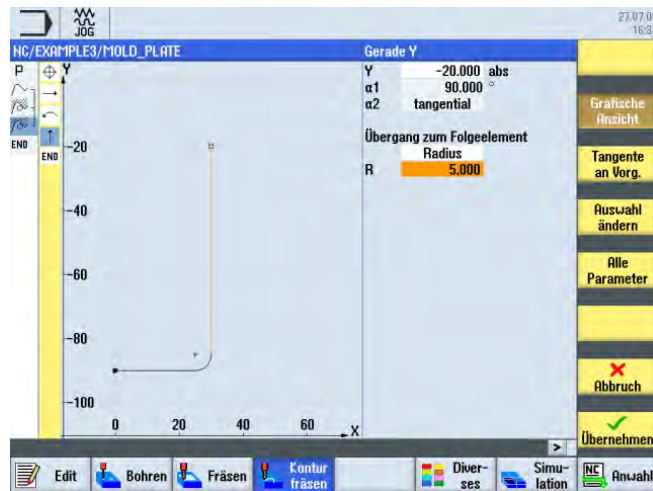 JOG
27.07.0
16:3
NC/EXAMPLE3/MOLD_PLATE
Gerade Y
P
Y
END
END
-20
-40
-60
-80
-100
0 20 40 60 X
Y -20.000 abs
α1 90.000 °
α2 tangential
Übergang zum Folgeelement
Radius
R 5.000
Grafische
Ansicht
Tangente
an Vorg.
Auswahl
ändern
Alle
Parameter
Abbruch
Übernehmen
>
Edit
Bohren
Fräsen
Kontur
fräsen
Diver-
ses
Simu-
lation
NC
Anwahl